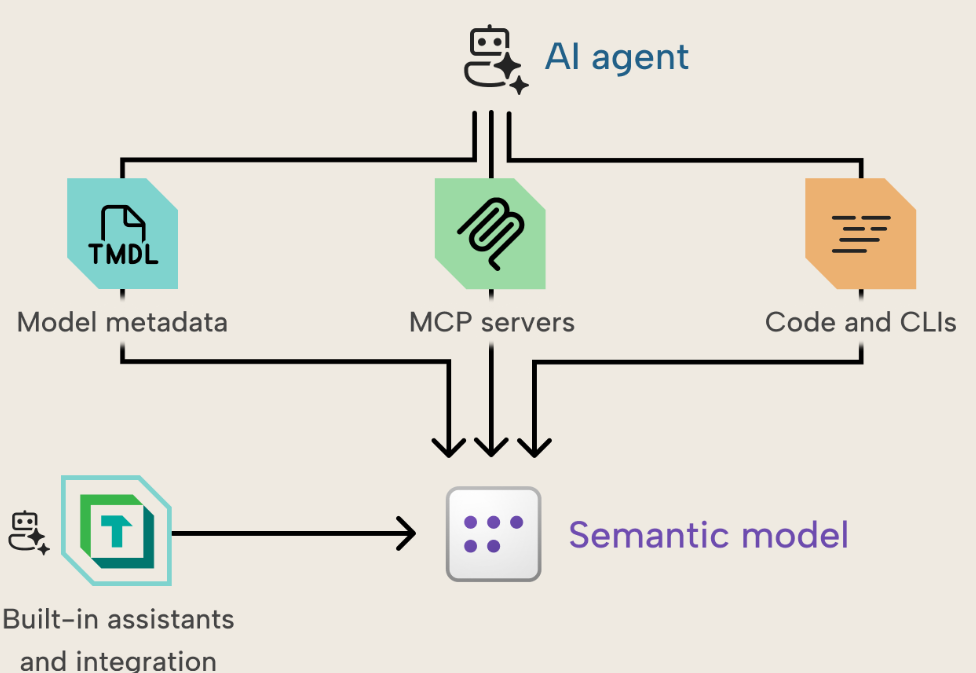 AI agent
TMDL
Model metadata
MCP servers
Code and CLIs
T
Semantic model
Built-in assistants
and integration